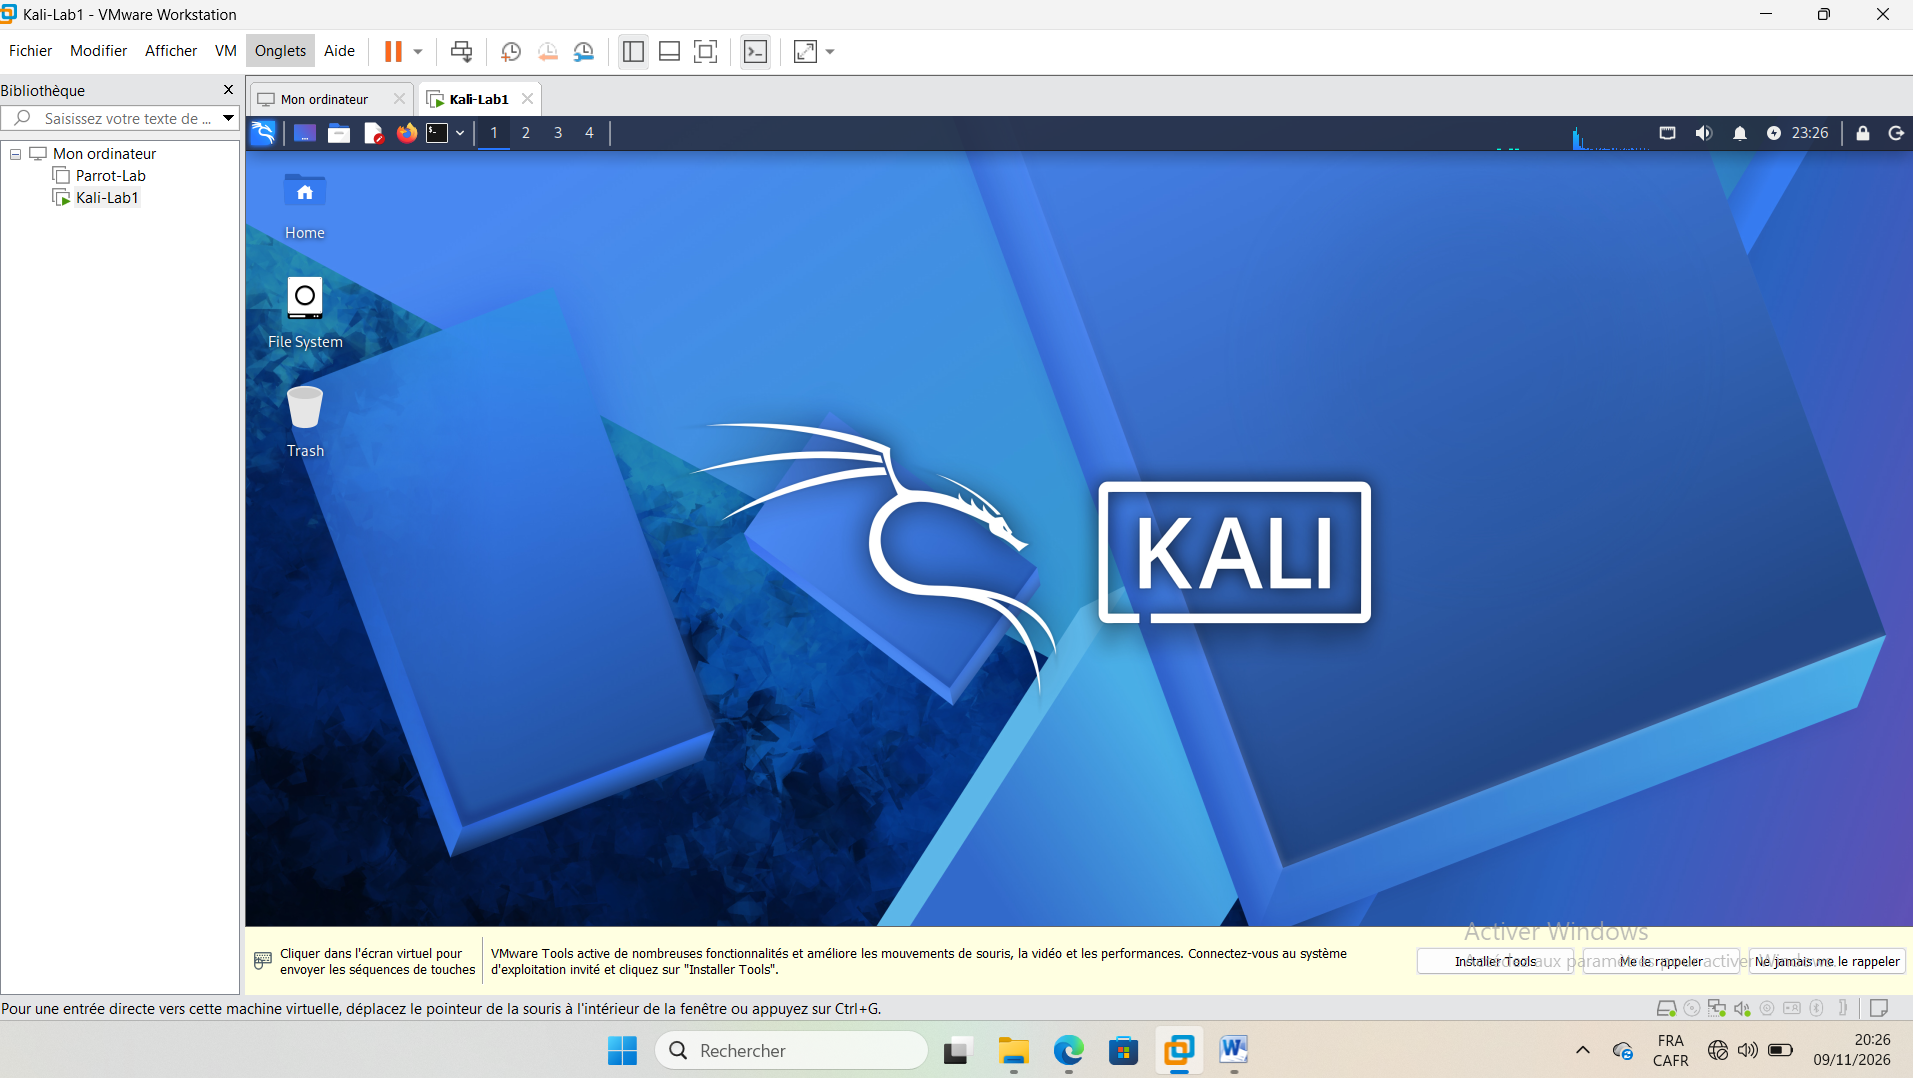 Kali-Lab1 - VMware Workstation
Fichier Modifier Afficher VM Onglets Aide
Bibliothèque
Saisissez votre texte de ...
Mon ordinateur
Parrot-Lab
Kali-Lab1
Mon ordinateur
Kali-Lab1
1 2 3 4
23:26
Home
File System
Trash
KALI
Cliquer dans l'écran virtuel pour
envoyer les séquences de touches
VMware Tools active de nombreuses fonctionnalités et améliore les mouvements de souris, la vidéo et les performances. Connectez-vous au système
d'exploitation invité et cliquez sur "Installer Tools".
Installer Tools
Me le rappeler
Ne jamais me le rappeler
Activer Windows
aux paramètres pour activer Windows.
Pour une entrée directe vers cette machine virtuelle, déplacez le pointeur de la souris à l'intérieur de la fenêtre ou appuyez sur Ctrl+G.
Rechercher
FRA
CAFR
20:26
09/11/2026